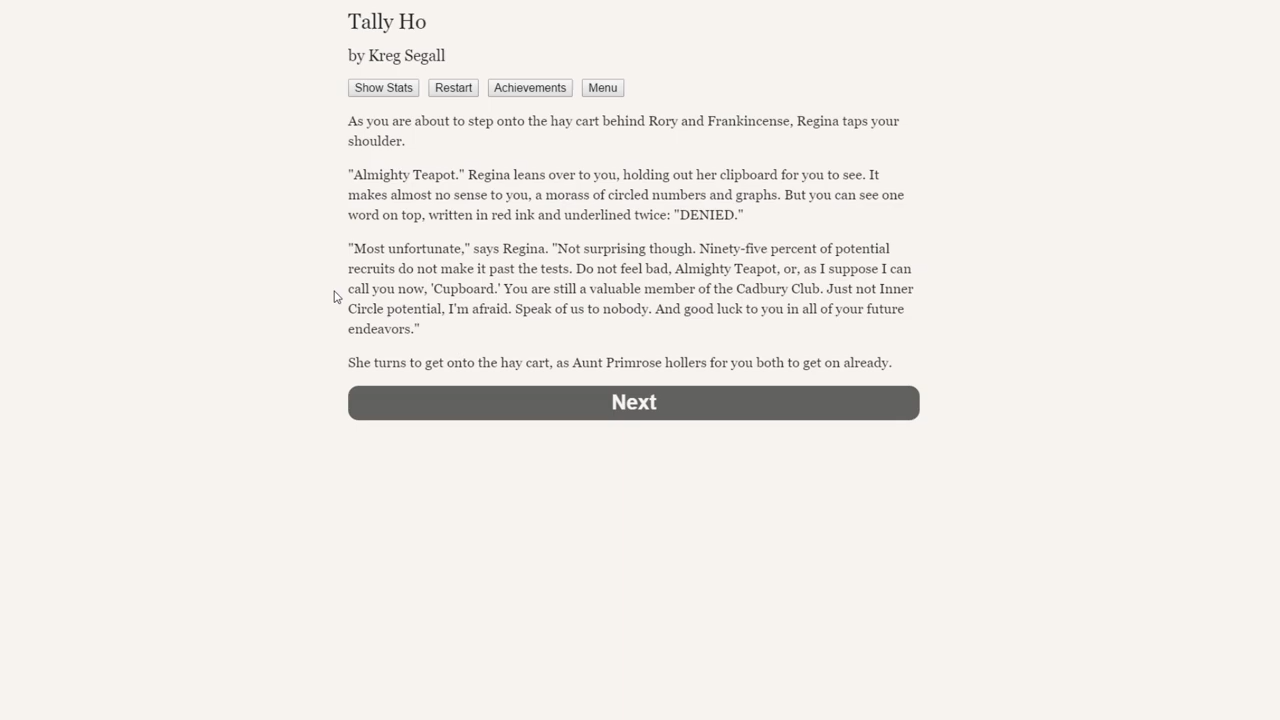 Tally Ho
by Kreg Segall
Show Stats Restart Achievements Menu
As you are about to step onto the hay cart behind Rory and Frankincense, Regina taps your
shoulder.
"Almighty Teapot." Regina leans over to you, holding out her clipboard for you to see. It
makes almost no sense to you, a morass of circled numbers and graphs. But you can see one
word on top, written in red ink and underlined twice: "DENIED."
"Most unfortunate," says Regina. "Not surprising though. Ninety-five percent of potential
recruits do not make it past the tests. Do not feel bad, Almighty Teapot, or, as I suppose I can
call you now, 'Cupboard.' You are still a valuable member of the Cadbury Club. Just not Inner
Circle potential, I'm afraid. Speak of us to nobody. And good luck to you in all of your future
endeavors."
She turns to get onto the hay cart, as Aunt Primrose hollers for you both to get on already.
Next